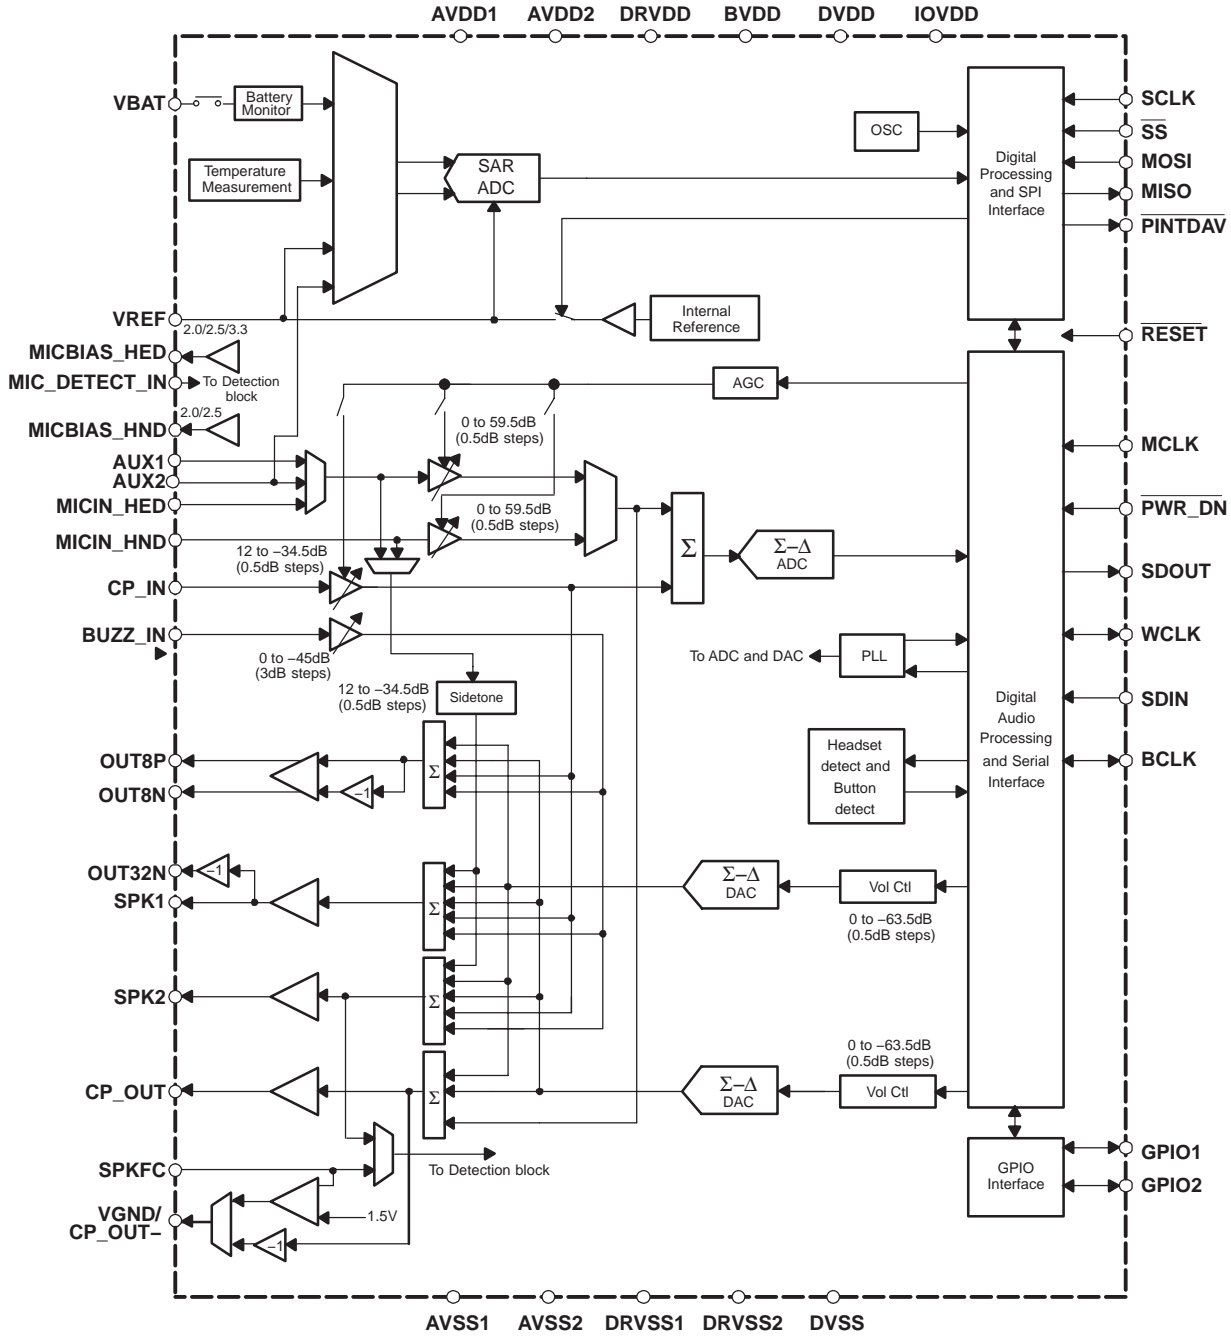 AVDD1 AVDD2 DRVDD BVDD DVDD IOVDD
VBAT
Battery
Monitor
Temperature
Measurement
SAR
ADC
OSC
Digital
Processing
and SPI
Interface
SCLK
SS
MOSI
MISO
PINTDAV
VREF
Internal
Reference
RESET
2.0/2.5/3.3
MICBIAS_HED
MIC_DETECT_IN
To Detection
block
AGC
2.0/2.5
MICBIAS_HND
0 to 59.5dB
(0.5dB steps)
MCLK
AUX1
AUX2
MICIN_HED
0 to 59.5dB
(0.5dB steps)
PWR_DN
MICIN_HND
12 to −34.5dB
(0.5dB steps)
Σ
Σ−Δ
ADC
SDOUT
CP_IN
BUZZ_IN
WCLK
0 to −45dB
(3dB steps)
To ADC and DAC
PLL
12 to −34.5dB
(0.5dB steps)
Sidetone
Digital
Audio
Processing
and Serial
Interface
SDIN
OUT8P
OUT8N
−1
Σ
Headset
detect and
Button
detect
BCLK
OUT32N
−1
SPK1
Σ
Σ−Δ
DAC
Vol Ctl
0 to −63.5dB
(0.5dB steps)
SPK2
Σ
0 to −63.5dB
(0.5dB steps)
CP_OUT
Σ
Σ−Δ
DAC
Vol Ctl
SPKFC
To Detection block
GPIO
Interface
GPIO1
GPIO2
VGND/
CP_OUT−
1.5V
−1
AVSS1 AVSS2 DRVSS1 DRVSS2 DVSS